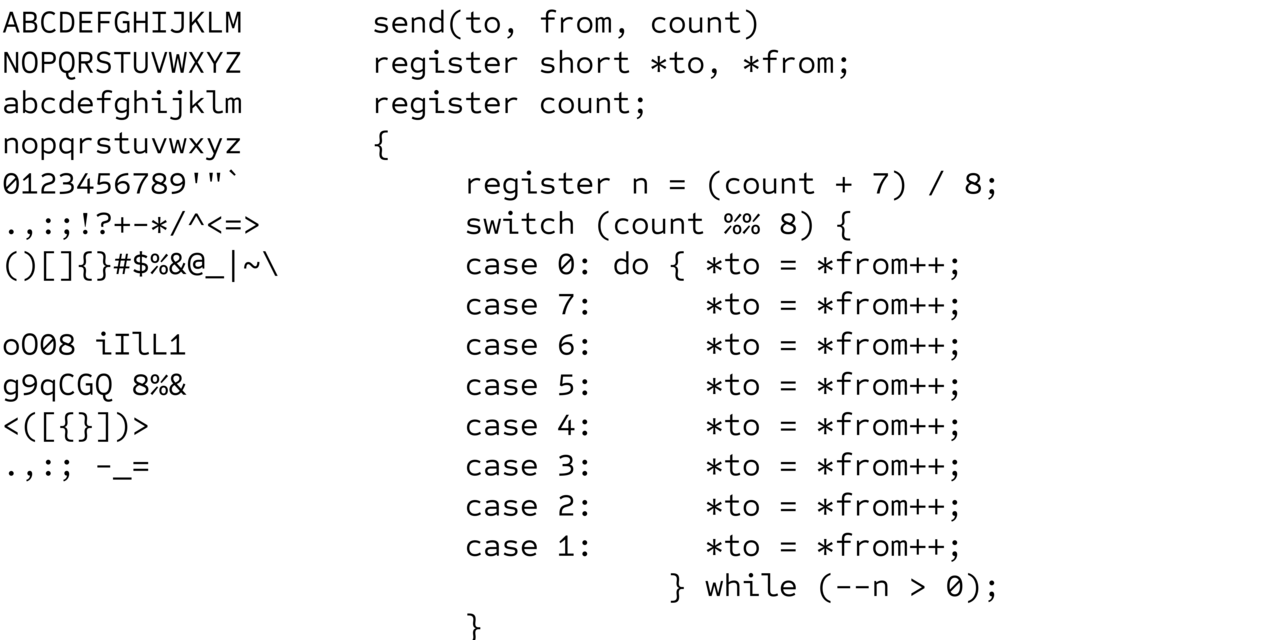 ABCDEFGHIJKLM
NOPQRSTUVWXYZ
abcdefghijklm
nopqrstuvwxyz
0123456789'"`
.,:;!?+-*/^<=>
()[]{}#$%&@_|~\
oO08 iIlL1
g9qCGQ 8%&
<([{}])>
.,:; -_=
send(to, from, count)
register short *to, *from;
register count;
{
    register n = (count + 7) / 8;
    switch (count %% 8) {
    case 0: do { *to = *from++;
    case 7:      *to = *from++;
    case 6:      *to = *from++;
    case 5:      *to = *from++;
    case 4:      *to = *from++;
    case 3:      *to = *from++;
    case 2:      *to = *from++;
    case 1:      *to = *from++;
               } while (--n > 0);
    }